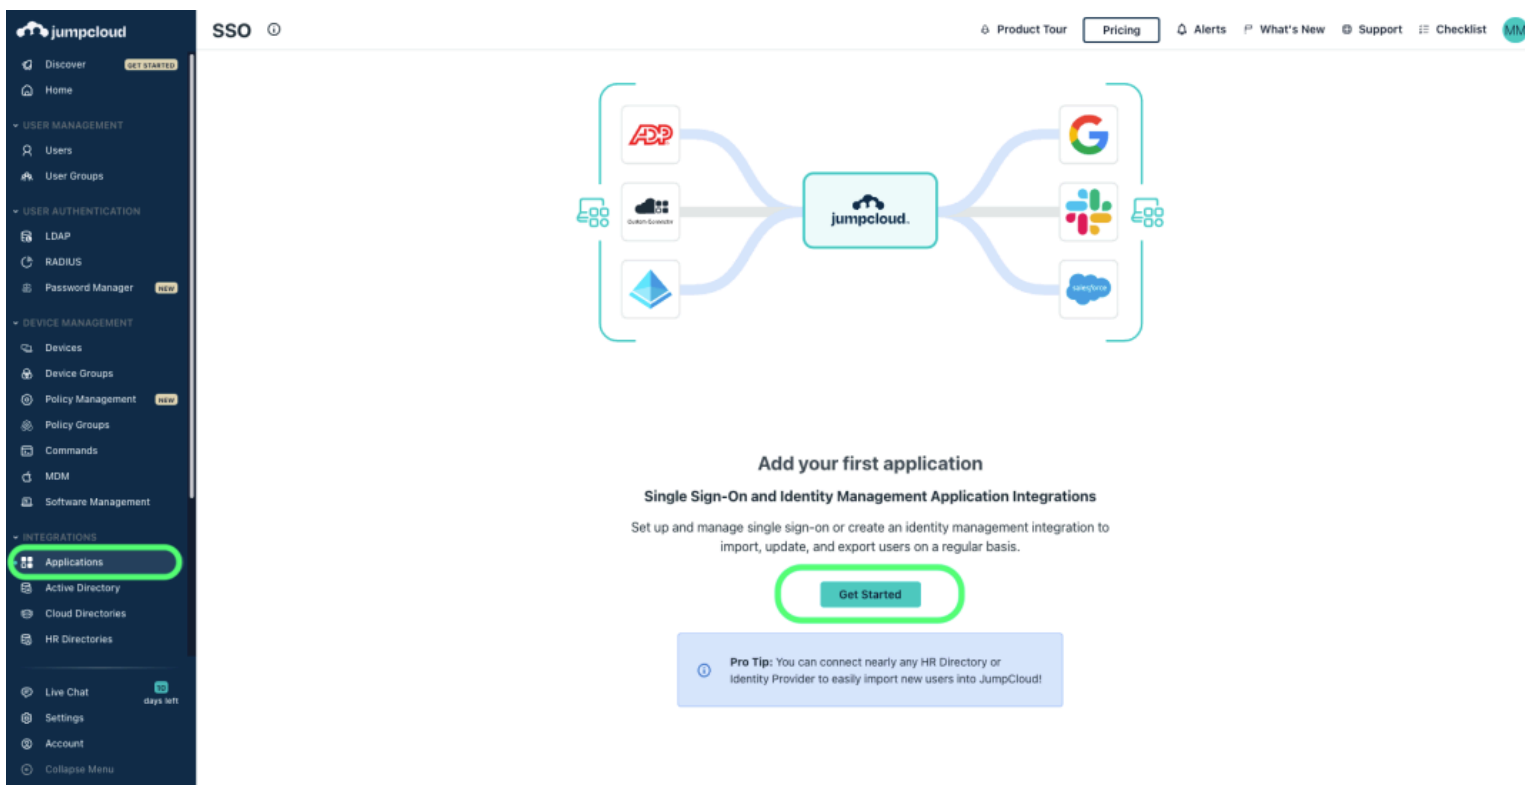 jumpcloud
SSO
Product Tour
Pricing
Alerts
What's New
Support
Checklist
MM
Discover
GET STARTED
Home
USER MANAGEMENT
Users
User Groups
USER AUTHENTICATION
LDAP
RADIUS
Password Manager
NEW
DEVICE MANAGEMENT
Devices
Device Groups
Policy Management
NEW
Policy Groups
Commands
MDM
Software Management
INTEGRATIONS
Applications
Active Directory
Cloud Directories
HR Directories
Live Chat
10
days left
Settings
Account
Collapse Menu
ADP
Custom Connector
jumpcloud.
salesforce
Add your first application
Single Sign-On and Identity Management Application Integrations
Set up and manage single sign-on or create an identity management integration to
import, update, and export users on a regular basis.
Get Started
Pro Tip: You can connect nearly any HR Directory or
Identity Provider to easily import new users into JumpCloud!